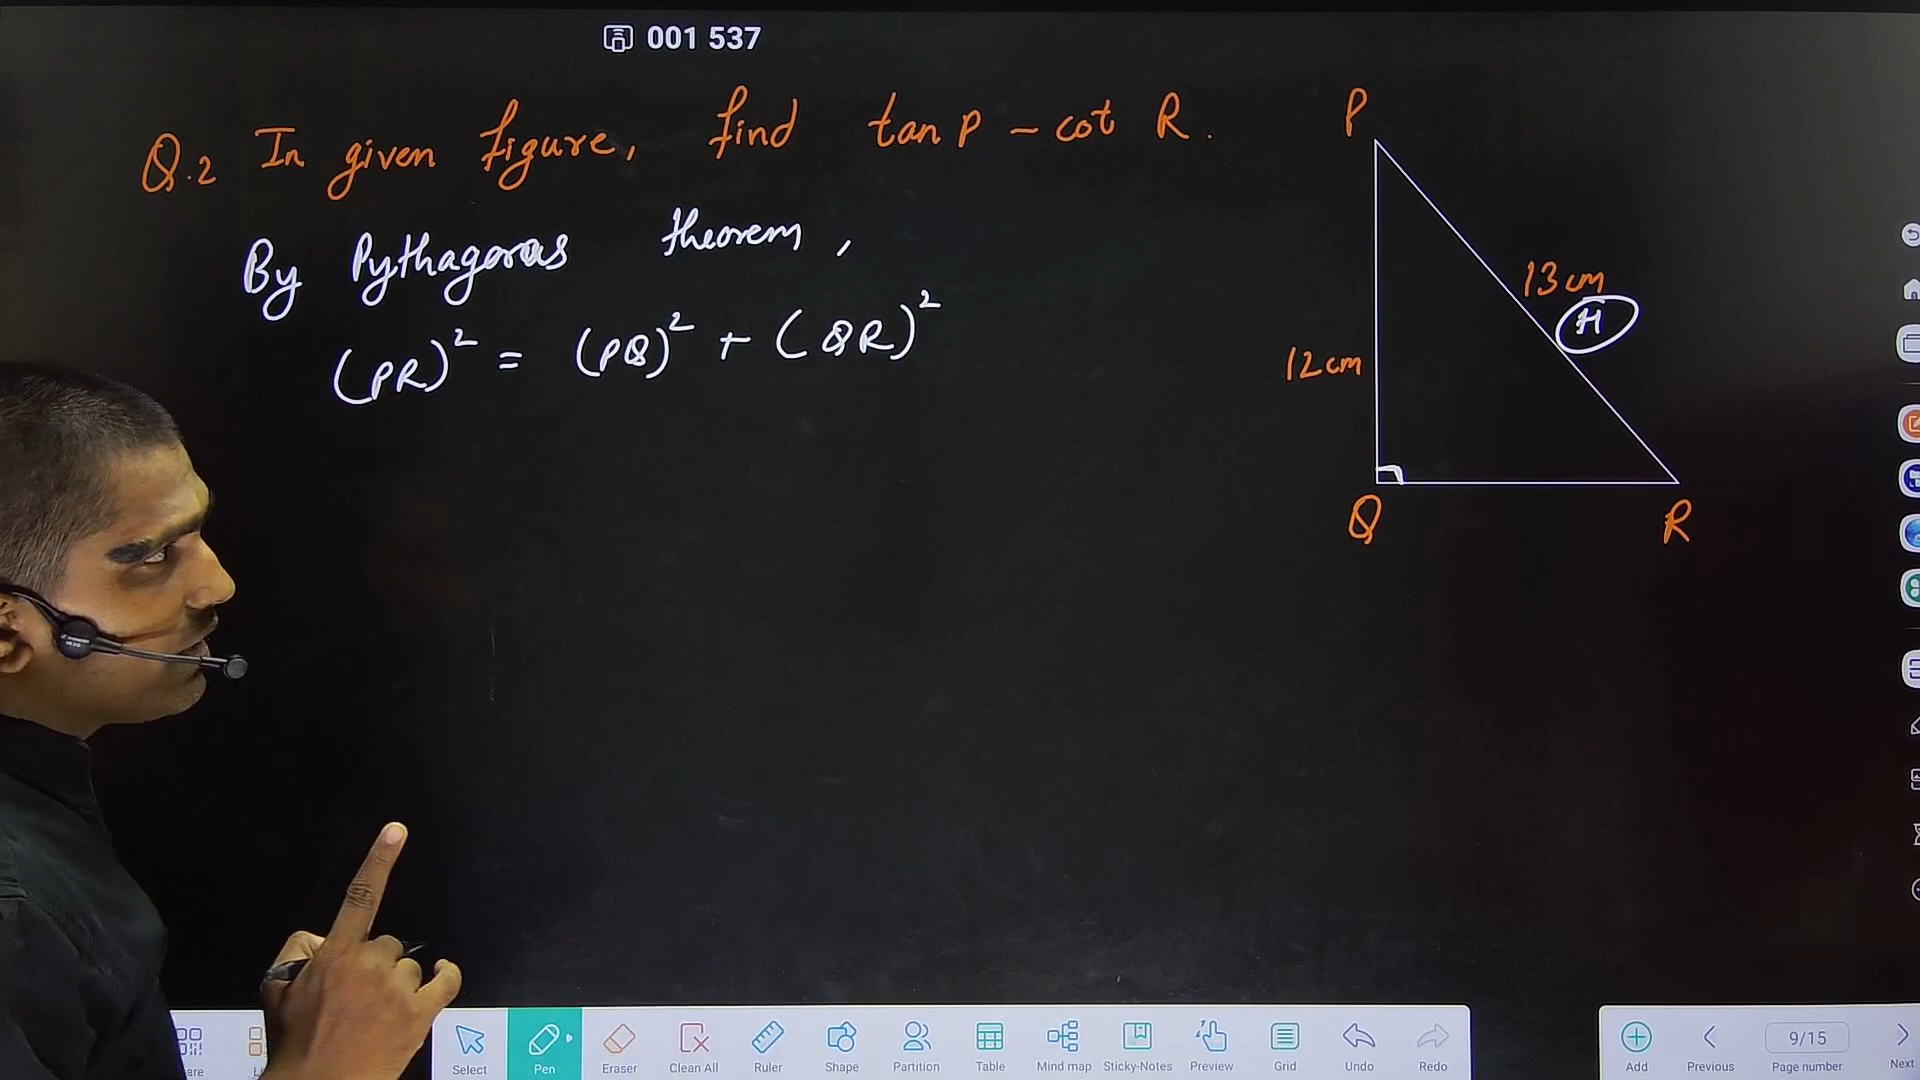 001 537
Q.2 In given figure, find tan P - cot R.
By Pythagoras theorem,
(PR)² = (PQ)² + (QR)²
P
13 cm
H
12 cm
Q R
Select Pen Eraser Clean All Ruler Shape Partition Table Mind map Sticky-Notes Preview Grid Undo Redo
Add Previous 9/15 Page number Next